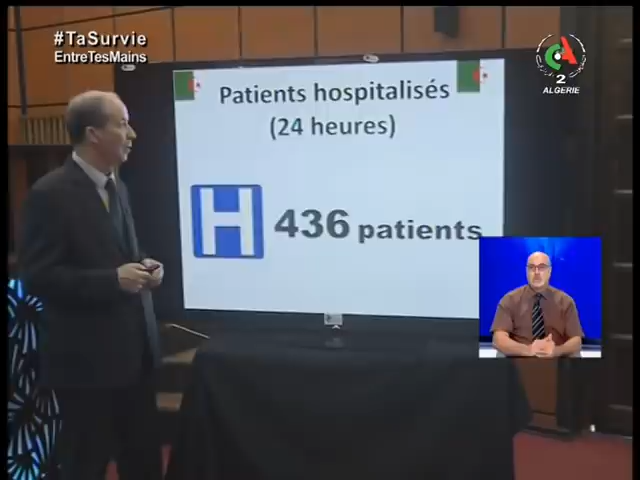 #TaSurvie
EntreTesMains
2
ALGERIE
Patients hospitalisés
(24 heures)
H 436 patients